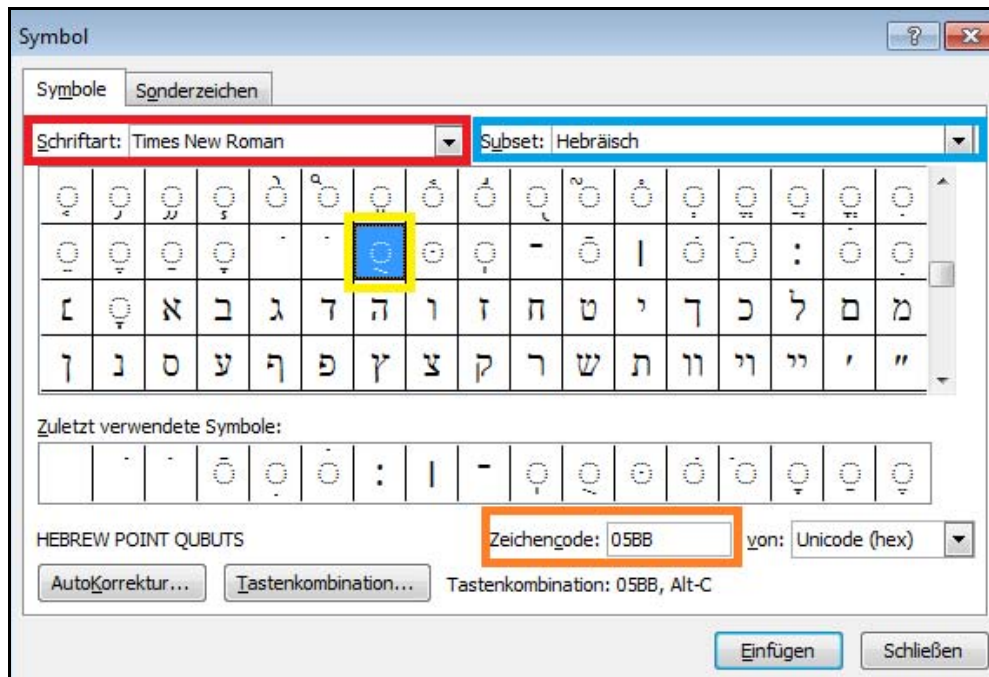 Symbol
Symbole Sonderzeichen
Schriftart: Times New Roman Subset: Hebräisch
◌֤ ◌֥ ◌֦ ◌֧ ◌֨ ◌֩ ◌֪ ◌֫ ◌֬ ◌֭ ◌֮ ◌֯ ◌ְ ◌ֱ ◌ֲ ◌ֳ ◌ִ
◌ֵ ◌ֶ ◌ַ ◌ָ ֹ ֺ ◌ֻ ◌ּ ◌ֽ ־ ◌ֿ ׀ ◌ׁ ◌ׂ ׃ ◌ׄ ◌ׅ
׆ ◌ׇ א ב ג ד ה ו ז ח ט י ך כ ל ם מ
ן נ ס ע ף פ ץ צ ק ר ש ת װ ױ ײ ׳ ״
Zuletzt verwendete Symbole:
◌ֿ ◌ׅ ◌ׄ ׃ ׀ ־ ◌ֽ ◌ֻ ◌ּ ◌ׁ ◌ׂ ◌ָ ◌ַ ◌ֶ
HEBREW POINT QUBUTS Zeichencode: 05BB von: Unicode (hex)
AutoKorrektur... Tastenkombination... Tastenkombination: 05BB, Alt-C
Einfügen Schließen